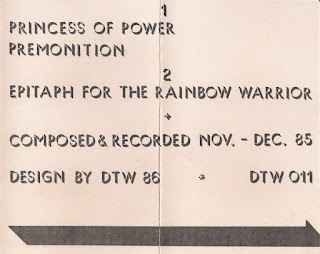 1
PRINCESS OF POWER
PREMONITION
2
EPITAPH FOR THE RAINBOW WARRIOR
*
COMPOSED & RECORDED NOV. - DEC. 85
DESIGN BY DTW 86 * DTW 011